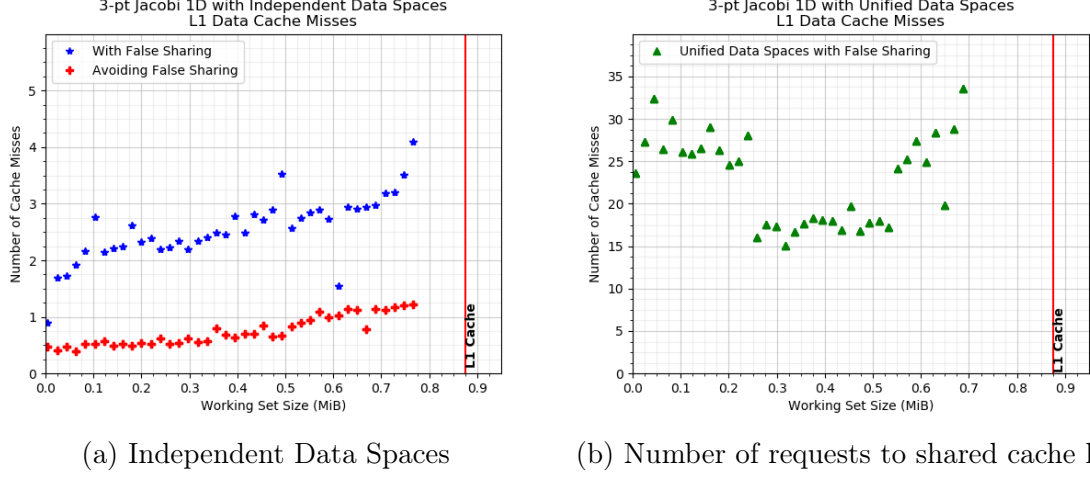 3-pt Jacobi 1D with Independent Data Spaces
L1 Data Cache Misses
With False Sharing
Avoiding False Sharing
Number of Cache Misses
5
4
3
2
1
0
0.0 0.1 0.2 0.3 0.4 0.5 0.6 0.7 0.8 0.9
Working Set Size (MiB)
L1 Cache
(a) Independent Data Spaces
3-pt Jacobi 1D with Unified Data Spaces
L1 Data Cache Misses
Unified Data Spaces with False Sharing
Number of Cache Misses
35
30
25
20
15
10
5
0
0.0 0.1 0.2 0.3 0.4 0.5 0.6 0.7 0.8 0.9
Working Set Size (MiB)
L1 Cache
(b) Number of requests to shared cache